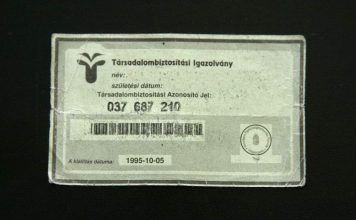 Társadalombiztosítási Igazolvány
név:
születési dátum:
Társadalombiztosítási Azonosító Jel:
037 687 210
A kiállítás dátuma: 1995-10-05